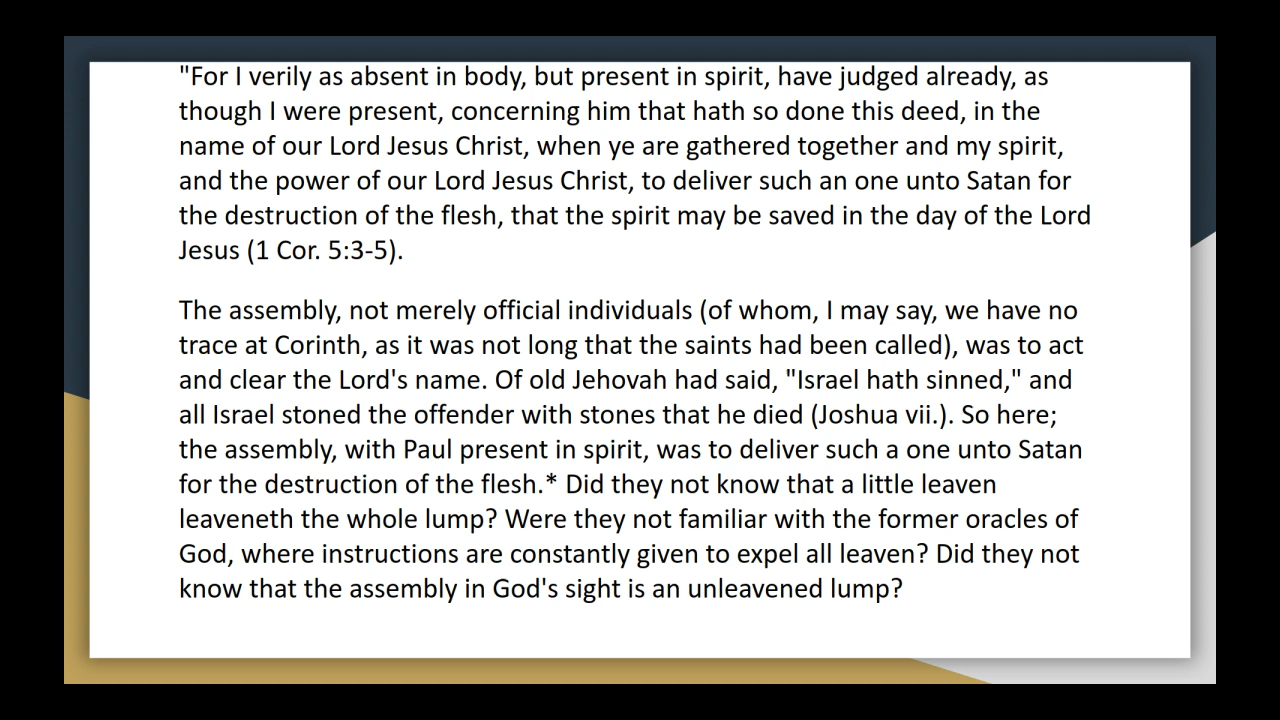 "For I verily as absent in body, but present in spirit, have judged already, as
though I were present, concerning him that hath so done this deed, in the
name of our Lord Jesus Christ, when ye are gathered together and my spirit,
and the power of our Lord Jesus Christ, to deliver such an one unto Satan for
the destruction of the flesh, that the spirit may be saved in the day of the Lord
Jesus (1 Cor. 5:3-5).
The assembly, not merely official individuals (of whom, I may say, we have no
trace at Corinth, as it was not long that the saints had been called), was to act
and clear the Lord's name. Of old Jehovah had said, "Israel hath sinned," and
all Israel stoned the offender with stones that he died (Joshua vii.). So here;
the assembly, with Paul present in spirit, was to deliver such a one unto Satan
for the destruction of the flesh.* Did they not know that a little leaven
leaveneth the whole lump? Were they not familiar with the former oracles of
God, where instructions are constantly given to expel all leaven? Did they not
know that the assembly in God's sight is an unleavened lump?